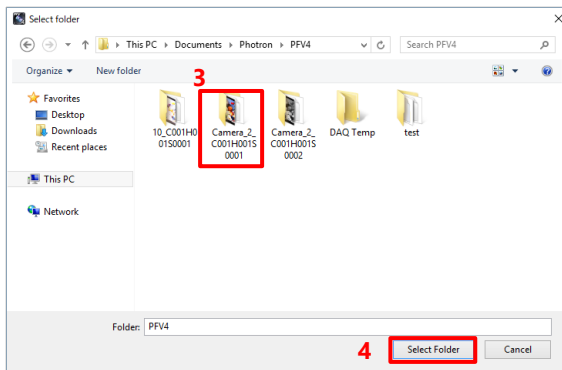 Select folder
This PC > Documents > Photron > PFV4
Search PFV4
Organize
New folder
3
Favorites
Desktop
Downloads
Recent places
This PC
Network
10_C001H0
01S0001
Camera_2_
C001H001S
0001
Camera_2_
C001H001S
0002
DAQ Temp
test
Folder: PFV4
4
Select Folder
Cancel